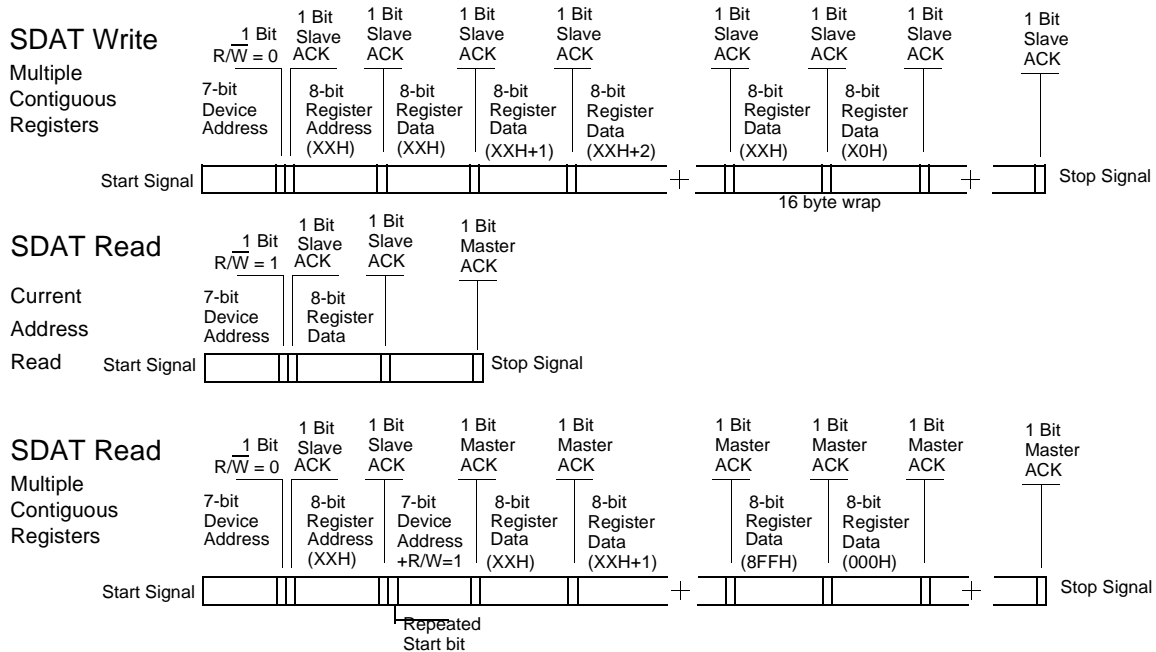 SDAT Write
Multiple
Contiguous
Registers
1 Bit
R/W = 0
1 Bit
Slave
ACK
1 Bit
Slave
ACK
1 Bit
Slave
ACK
1 Bit
Slave
ACK
1 Bit
Slave
ACK
1 Bit
Slave
ACK
1 Bit
Slave
ACK
1 Bit
Slave
ACK
7-bit
Device
Address
8-bit
Register
Address
(XXH)
8-bit
Register
Data
(XXH)
8-bit
Register
Data
(XXH+1)
8-bit
Register
Data
(XXH+2)
8-bit
Register
Data
(XXH)
8-bit
Register
Data
(X0H)
Start Signal
Stop Signal
16 byte wrap
SDAT Read
Current
Address
Read
1 Bit
R/W = 1
1 Bit
Slave
ACK
1 Bit
Slave
ACK
1 Bit
Master
ACK
7-bit
Device
Address
8-bit
Register
Data
Start Signal
Stop Signal
SDAT Read
Multiple
Contiguous
Registers
1 Bit
R/W = 0
1 Bit
Slave
ACK
1 Bit
Slave
ACK
1 Bit
Master
ACK
1 Bit
Master
ACK
1 Bit
Master
ACK
1 Bit
Master
ACK
1 Bit
Master
ACK
1 Bit
Master
ACK
7-bit
Device
Address
8-bit
Register
Address
(XXH)
7-bit
Device
Address
+R/W=1
8-bit
Register
Data
(XXH)
8-bit
Register
Data
(XXH+1)
8-bit
Register
Data
(8FFH)
8-bit
Register
Data
(000H)
Start Signal
Stop Signal
Repeated
Start bit